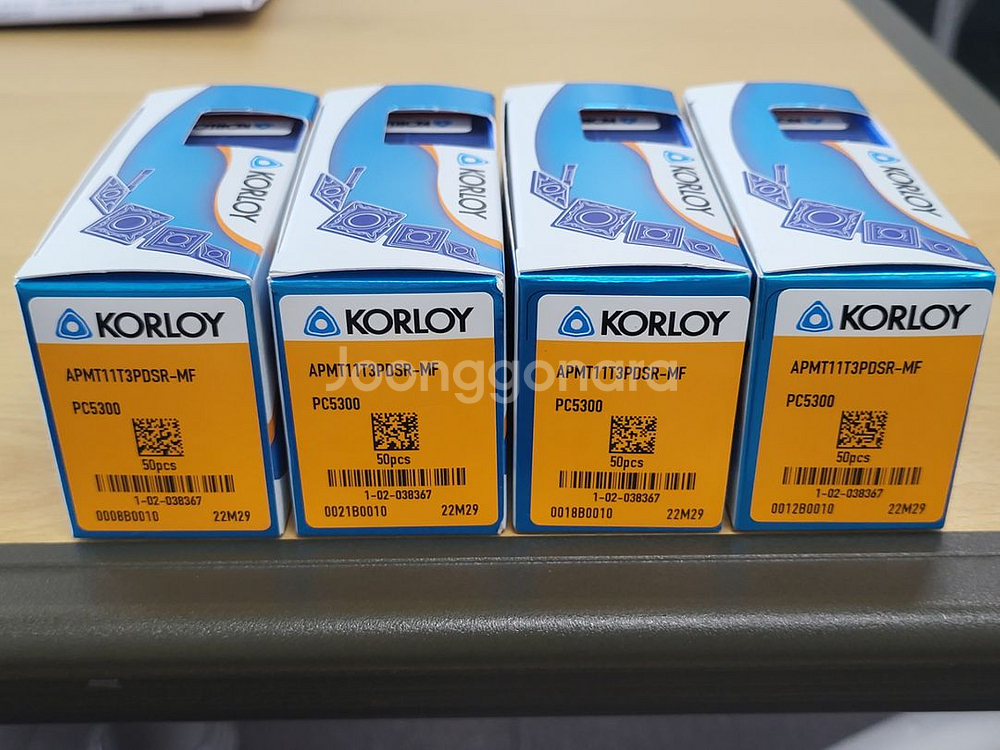 KORLOY
KORLOY
KORLOY
KORLOY
KORLOY
APMT11T3PDSR-MF
PC5300
50pcs
1-02-038367
0008B0010 22M29
KORLOY
APMT11T3PDSR-MF
PC5300
50pcs
1-02-038367
0021B0010 22M29
KORLOY
APMT11T3PDSR-MF
PC5300
50pcs
1-02-038367
0018B0010 22M29
KORLOY
APMT11T3PDSR-MF
PC5300
50pcs
1-02-038367
0012B0010 22M29
Joonggonara